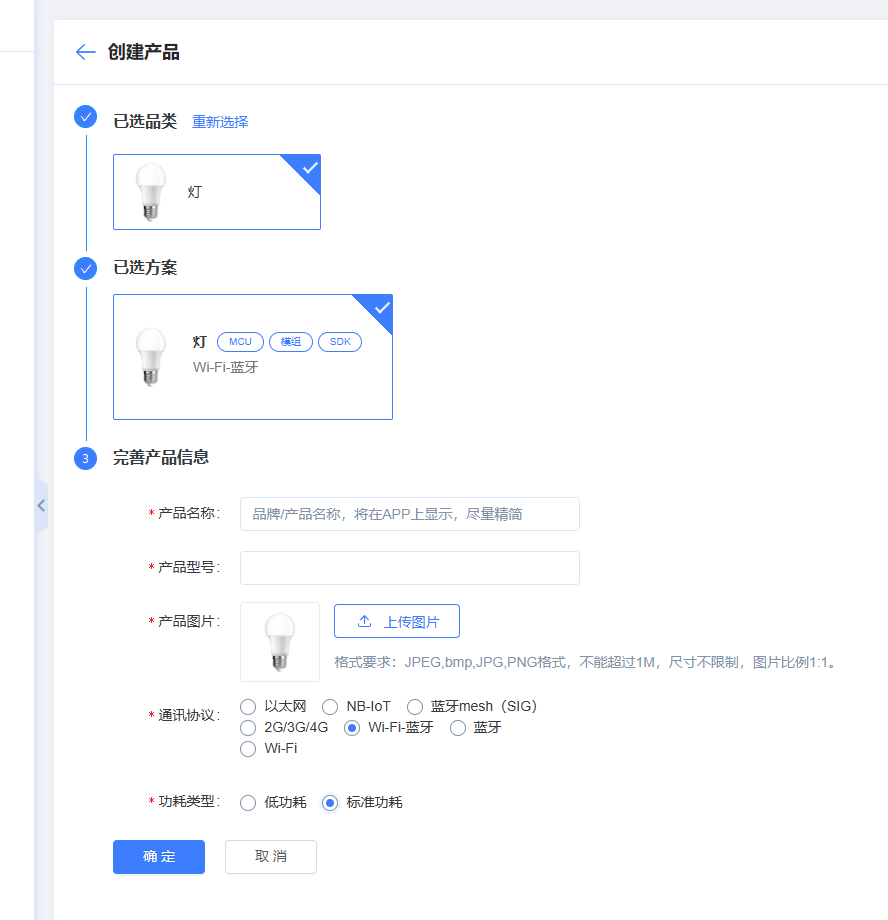 创建产品
已选品类 重新选择
灯
已选方案
灯 MCU 模组 SDK
Wi-Fi-蓝牙
3 完善产品信息
* 产品名称： 品牌/产品名称，将在APP上显示，尽量精简
* 产品型号：
* 产品图片： 上传图片
格式要求：JPEG,bmp,JPG,PNG格式，不能超过1M，尺寸不限制，图片比例1:1。
* 通讯协议： 以太网 NB-IoT 蓝牙mesh（SIG）
2G/3G/4G Wi-Fi-蓝牙 蓝牙
Wi-Fi
* 功耗类型： 低功耗 标准功耗
确 定 取 消